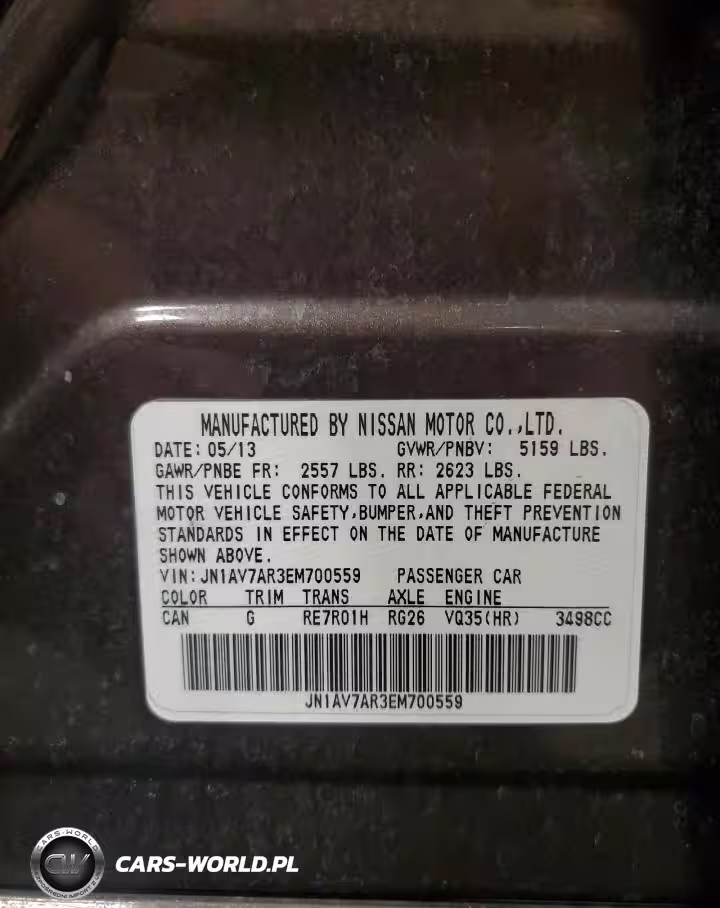 MANUFACTURED BY NISSAN MOTOR CO.,LTD.
DATE: 05/13 GVWR/PNBV: 5159 LBS.
GAWR/PNBE FR: 2557 LBS. RR: 2623 LBS.
THIS VEHICLE CONFORMS TO ALL APPLICABLE FEDERAL
MOTOR VEHICLE SAFETY,BUMPER,AND THEFT PREVENTION
STANDARDS IN EFFECT ON THE DATE OF MANUFACTURE
SHOWN ABOVE.
VIN:JN1AV7AR3EM700559 PASSENGER CAR
COLOR TRIM TRANS AXLE ENGINE
CAN G RE7R01H RG26 VQ35(HR) 3498CC
JN1AV7AR3EM700559
CARS-WORLD
CW
CARS-WORLD.PL